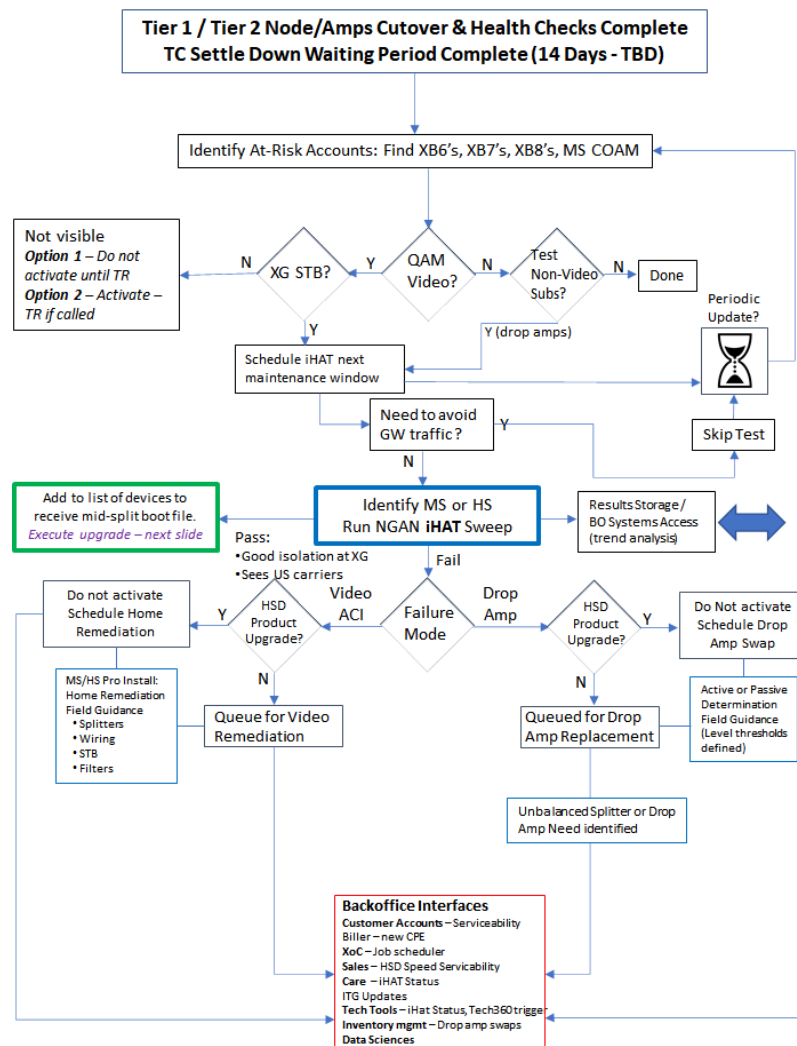 Tier 1 / Tier 2 Node/Amps Cutover & Health Checks Complete
TC Settle Down Waiting Period Complete (14 Days - TBD)
Identify At-Risk Accounts: Find XB6's, XB7's, XB8's, MS COAM
Not visible
Option 1 – Do not
activate until TR
Option 2 – Activate –
TR if called
N
XG STB?
Y
QAM
Video?
N
Test
Non-Video
Subs?
N
Done
Periodic
Update?
Y
Y (drop amps)
Schedule iHAT next
maintenance window
Need to avoid
GW traffic?
Y
Skip Test
N
Add to list of devices to
receive mid-split boot file.
Execute upgrade – next slide
Identify MS or HS
Run NGAN iHAT Sweep
Results Storage/
BO Systems Access
(trend analysis)
Pass:
•Good isolation at XG
•Sees US carriers
Fail
Do not activate
Schedule Home
Remediation
Y
HSD
Product
Upgrade?
Video
ACI
Failure
Mode
Drop
Amp
HSD
Product
Upgrade?
Y
Do Not activate
Schedule Drop
Amp Swap
N
N
MS/HS Pro Install:
Home Remediation
Field Guidance
• Splitters
• Wiring
• STB
• Filters
Queue for Video
Remediation
Queued for Drop
Amp Replacement
Active or Passive
Determination
Field Guidance
(Level thresholds
defined)
Unbalanced Splitter or Drop
Amp Need identified
Backoffice Interfaces
Customer Accounts – Serviceability
Biller – new CPE
XoC – Job scheduler
Sales – HSD Speed Servicability
Care – iHAT Status
ITG Updates
Tech Tools – iHat Status, Tech360 trigger
Inventory mgmt – Drop amp swaps
Data Sciences